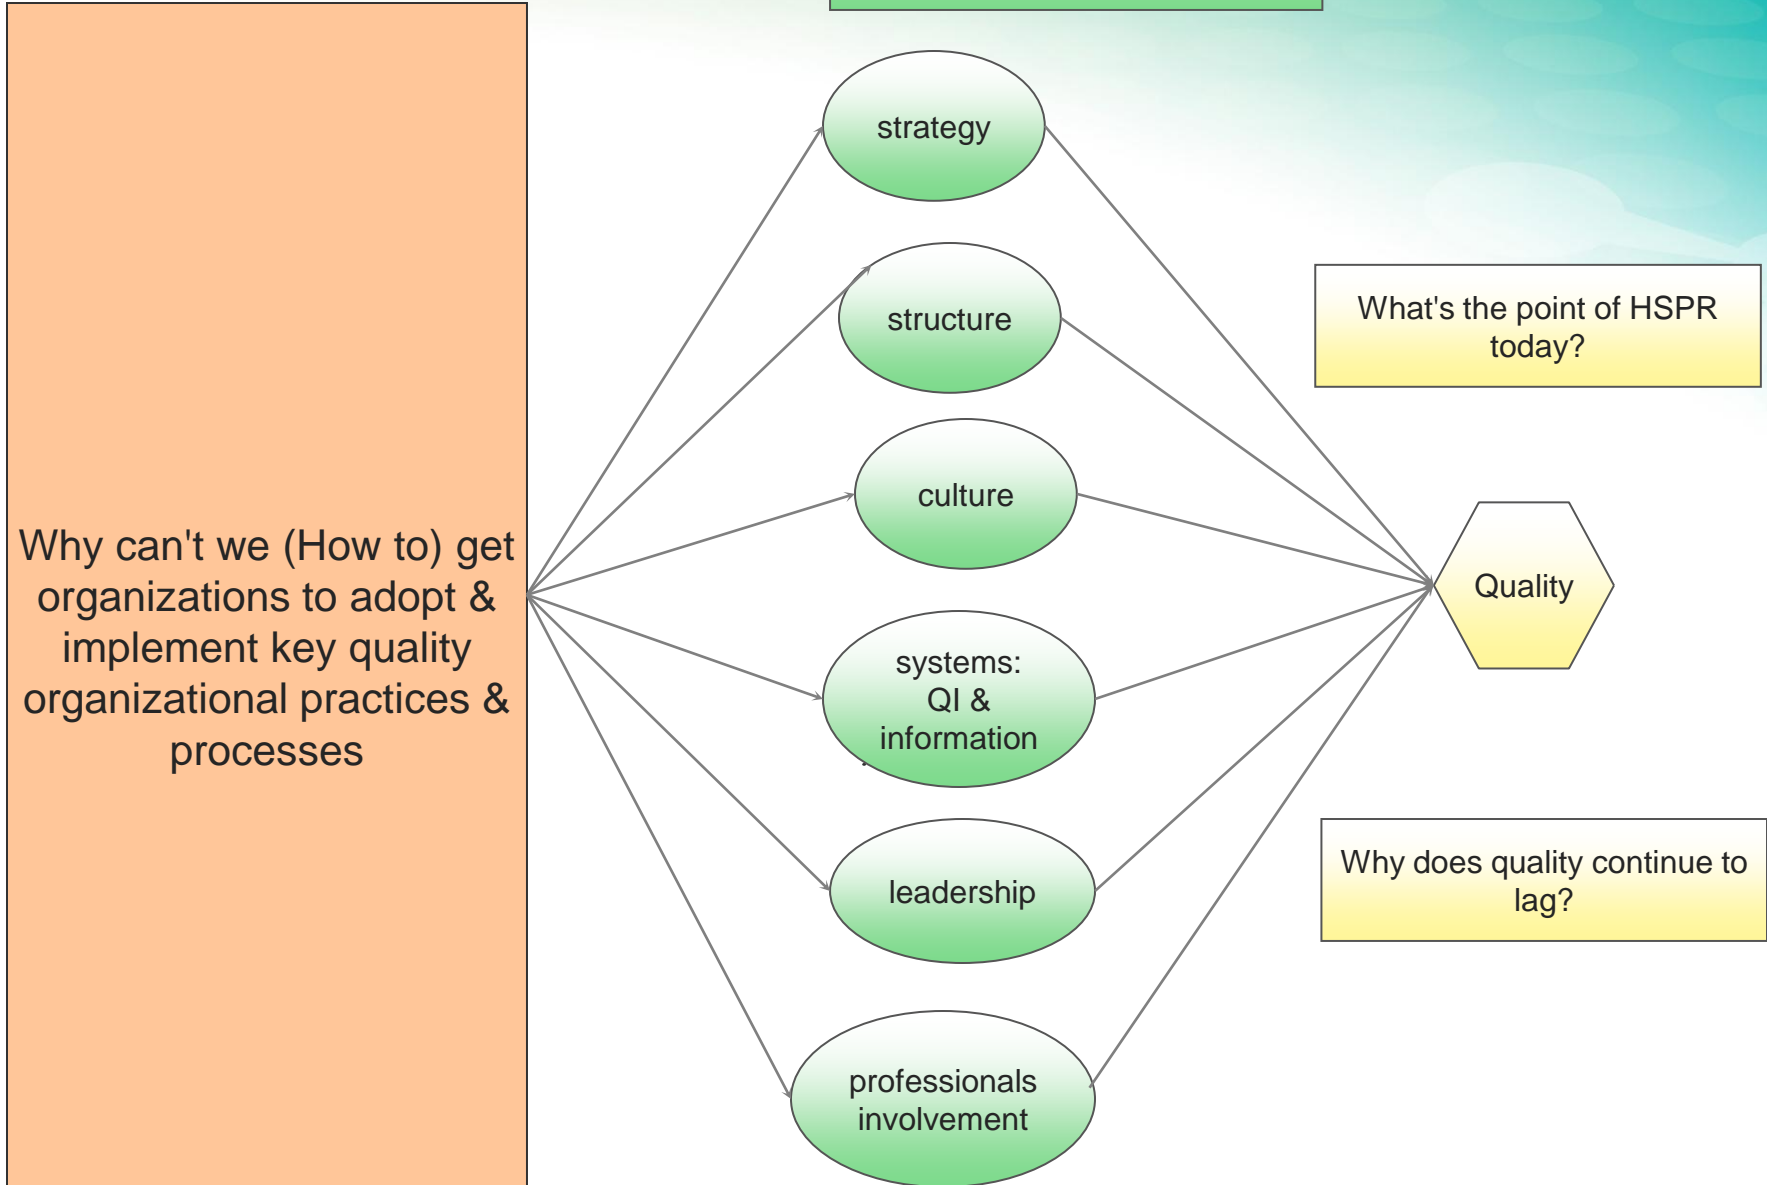 Why can't we (How to) get
organizations to adopt &
implement key quality
organizational practices &
processes
strategy
structure
culture
systems:
QI &
information
leadership
professionals
involvement
What's the point of HSPR
today?
Quality
Why does quality continue to
lag?